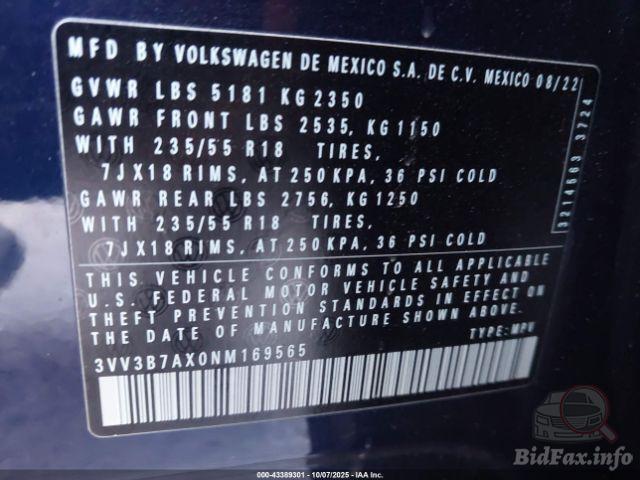 MFD BY VOLKSWAGEN DE MEXICO S.A. DE C.V. MEXICO 08/22
GVWR LBS 5181 KG 2350
GAWR FRONT LBS 2535, KG 1150
WITH 235/55 R18 TIRES,
7JX18 RIMS, AT 250 KPA, 36 PSI COLD
GAWR REAR LBS 2756, KG 1250
WITH 235/55 R18 TIRES,
7JX18 RIMS, AT 250 KPA, 36 PSI COLD
3214563 3724
THIS VEHICLE CONFORMS TO ALL APPLICABLE
U.S. FEDERAL MOTOR VEHICLE SAFETY AND
THEFT PREVENTION STANDARDS IN EFFECT ON
THE DATE OF MANUFACTURE SHOWN ABOVE.
3VV3B7AX0NM169565
TYPE: MPV
BidFax.info
000-43389301 - 10/07/2025 - IAA Inc.